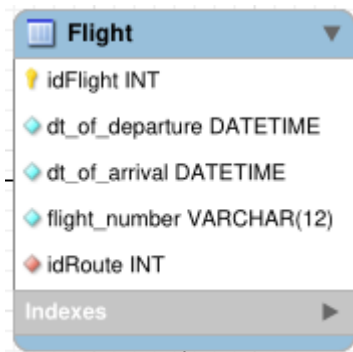 Flight
idFlight INT
dt_of_departure DATETIME
dt_of_arrival DATETIME
flight_number VARCHAR(12)
idRoute INT
Indexes